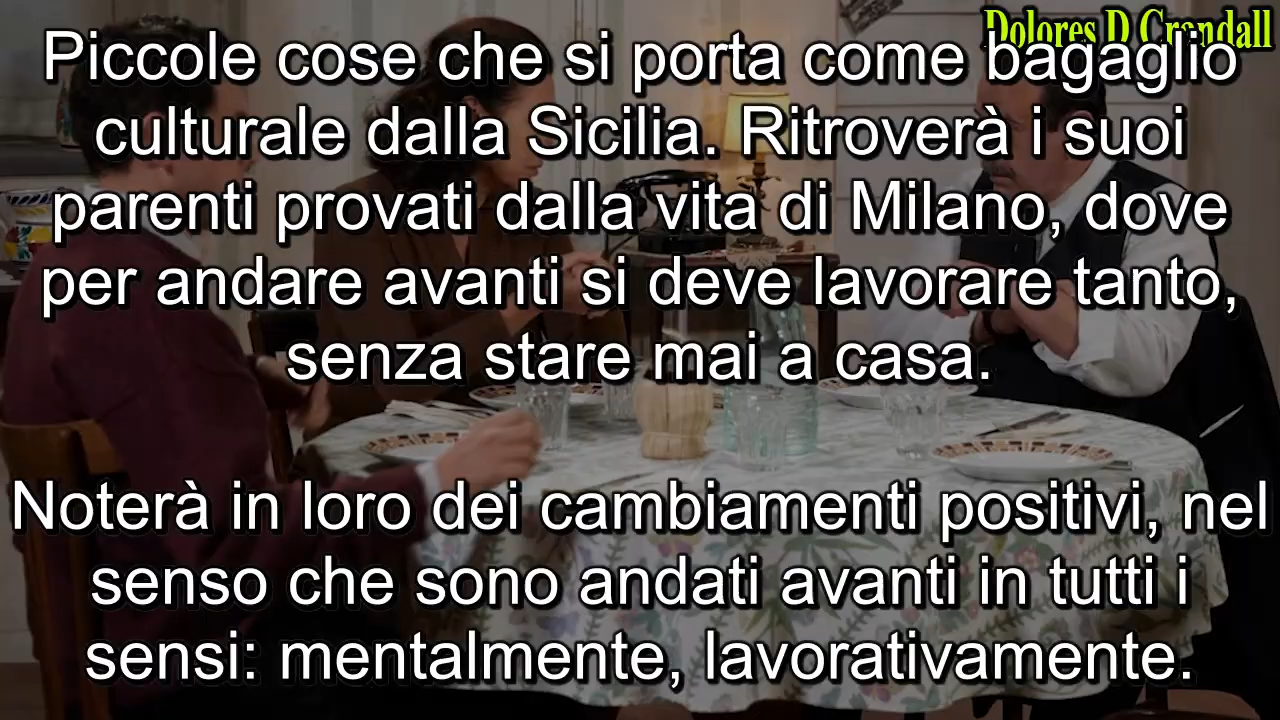 Dolores D Crandall
Piccole cose che si porta come bagaglio
culturale dalla Sicilia. Ritroverà i suoi
parenti provati dalla vita di Milano, dove
per andare avanti si deve lavorare tanto,
senza stare mai a casa.
Noterà in loro dei cambiamenti positivi, nel
senso che sono andati avanti in tutti i
sensi: mentalmente, lavorativamente.